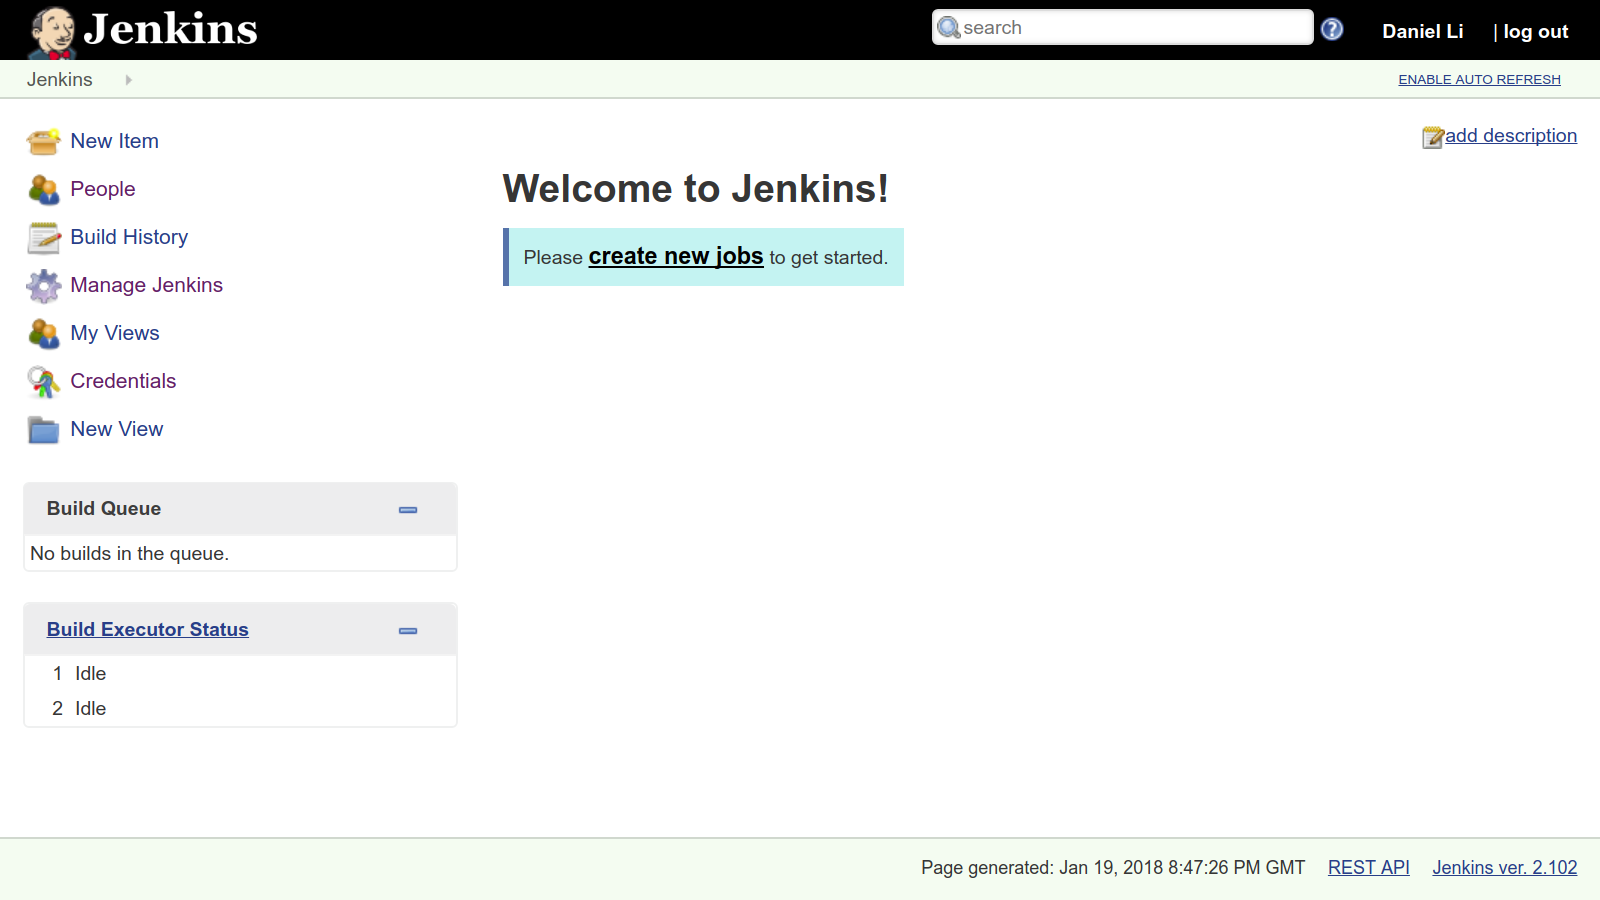 Jenkins
search
Daniel Li | log out
Jenkins
ENABLE AUTO REFRESH
New Item
People
Build History
Manage Jenkins
My Views
Credentials
New View
Build Queue
No builds in the queue.
Build Executor Status
1 Idle
2 Idle
add description
Welcome to Jenkins!
Please create new jobs to get started.
Page generated: Jan 19, 2018 8:47:26 PM GMT REST API Jenkins ver. 2.102